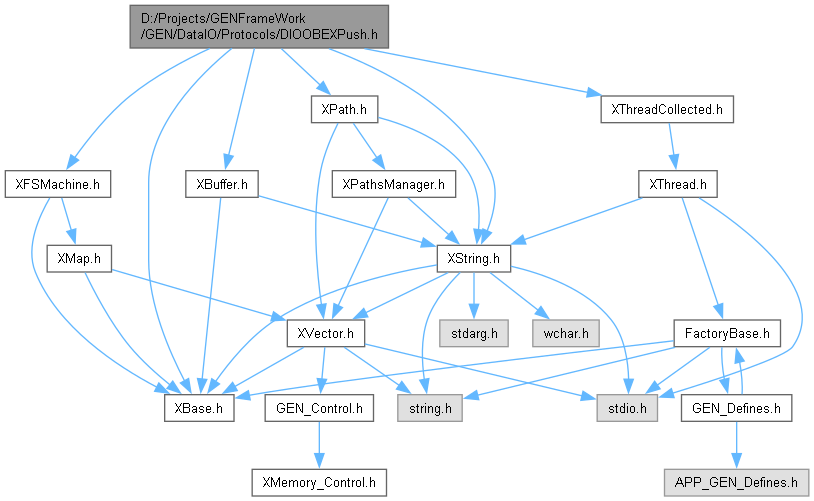 D:/Projects/GENFrameWork
/GEN/DataIO/Protocols/DIOOBEXPush.h
XPath.h
XThreadCollected.h
XFSMachine.h
XBuffer.h
XPathsManager.h
XThread.h
XMap.h
XString.h
XVector.h
stdarg.h
wchar.h
FactoryBase.h
XBase.h
GEN_Control.h
string.h
stdio.h
GEN_Defines.h
XMemory_Control.h
APP_GEN_Defines.h